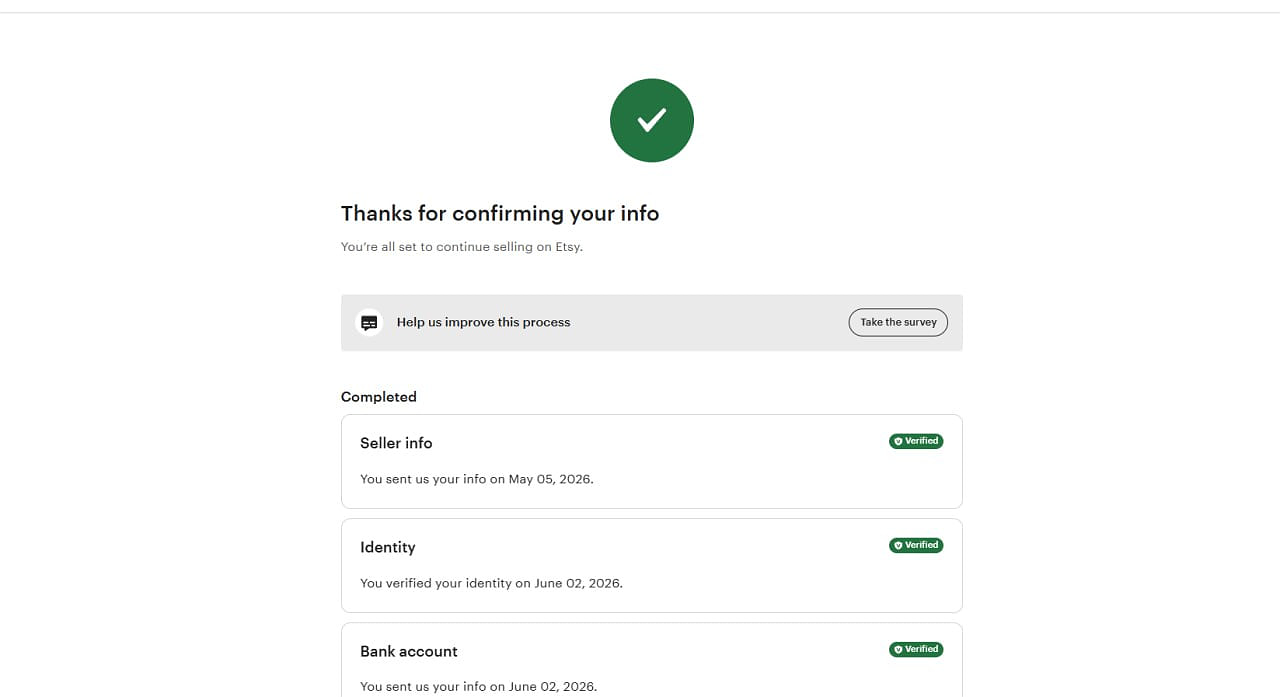 Thanks for confirming your info
You're all set to continue selling on Etsy.
Help us improve this process
Take the survey
Completed
Seller info
Verified
You sent us your info on May 05, 2026.
Identity
Verified
You verified your identity on June 02, 2026.
Bank account
Verified
You sent us your info on June 02, 2026.